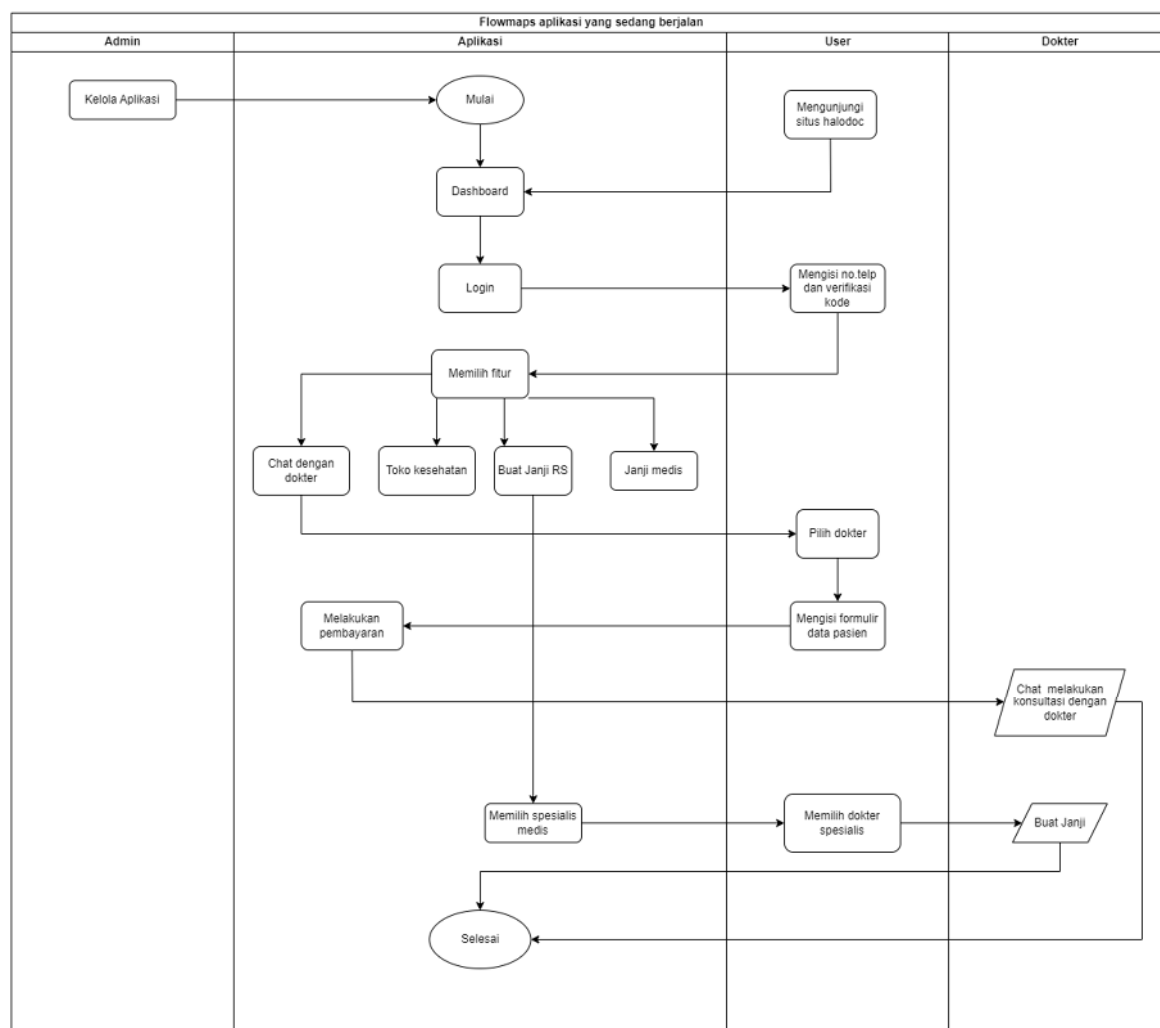 Flowmaps aplikasi yang sedang berjalan
Admin
Aplikasi
User
Dokter
Kelola Aplikasi
Mulai
Mengunjungi
situs halodoc
Dashboard
Login
Mengisi no.telp
dan verifikasi
kode
Memilih fitur
Chat dengan
dokter
Toko kesehatan
Buat Janji RS
Janji medis
Pilih dokter
Melakukan
pembayaran
Mengisi formulir
data pasien
Chat melakukan
konsultasi dengan
dokter
Memilih spesialis
medis
Memilih dokter
spesialis
Buat Janji
Selesai